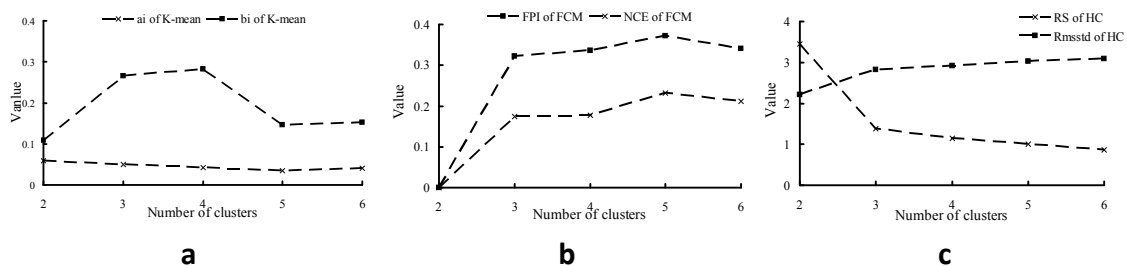 ai of K-mean bi of K-mean
0.4
0.3
0.2
0.1
0
Vanlue
2 3 4 5 6
Number of clusters
a
FPI of FCM NCE of FCM
0.4
0.3
0.2
0.1
0
Value
2 3 4 5 6
Number of clusters
b
RS of HC
Rmsstd of HC
4
3
2
1
0
Value
2 3 4 5 6
Number of clusters
c